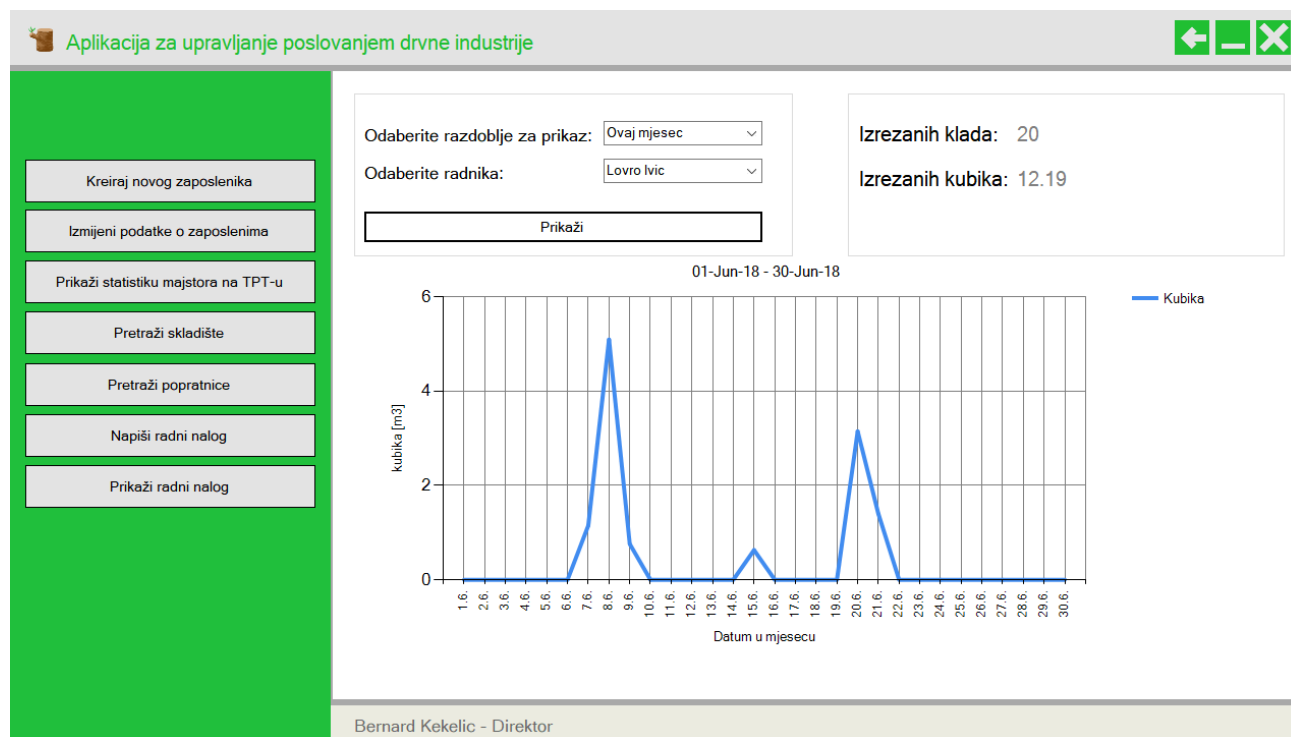 Aplikacija za upravljanje poslovanjem drvne industrije
Kreiraj novog zaposlenika
Izmijeni podatke o zaposlenima
Prikaži statistiku majstora na TPT-u
Pretraži skladište
Pretraži popratnice
Napiši radni nalog
Prikaži radni nalog
Odaberite razdoblje za prikaz: Ovaj mjesec
Odaberite radnika: Lovro Ivic
Prikaži
Izrezanih klada: 20
Izrezanih kubika: 12.19
01-Jun-18 - 30-Jun-18
Kubika
6
4
2
0
kubika [m3]
1.6. 2.6. 3.6. 4.6. 5.6. 6.6. 7.6. 8.6. 9.6. 10.6. 11.6. 12.6. 13.6. 14.6. 15.6. 16.6. 17.6. 18.6. 19.6. 20.6. 21.6. 22.6. 23.6. 24.6. 25.6. 26.6. 27.6. 28.6. 29.6. 30.6.
Datum u mjesecu
Bernard Kekelic - Direktor